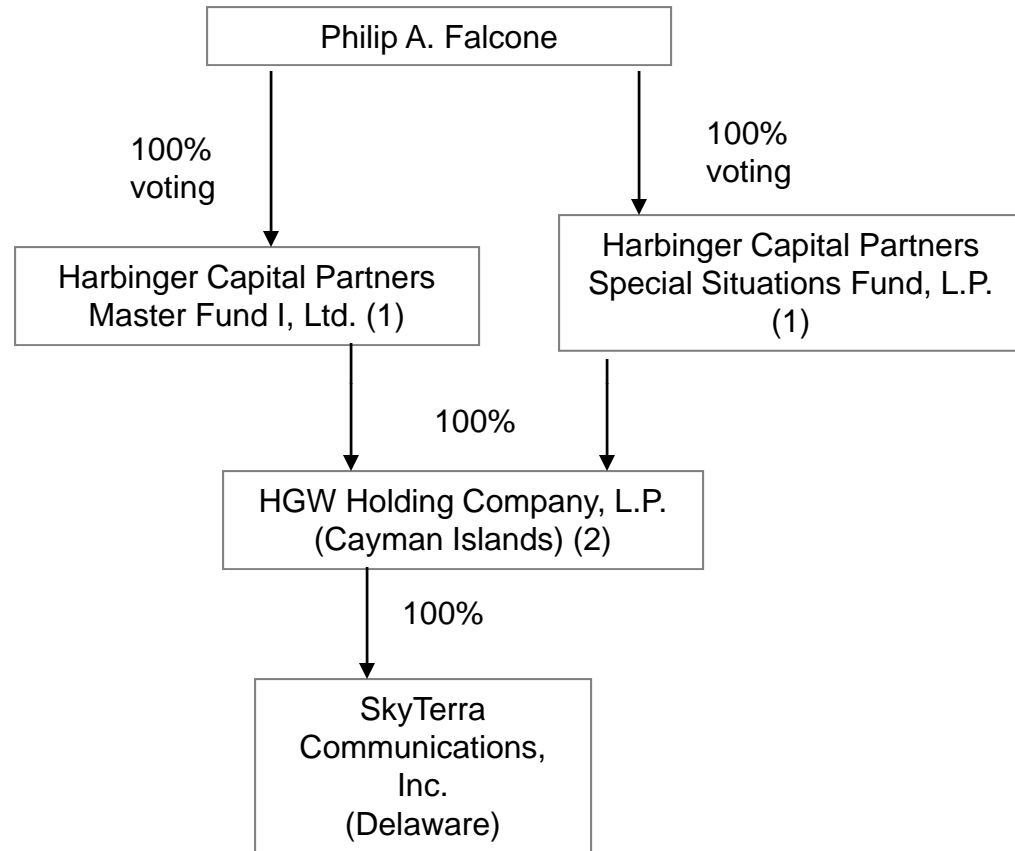 Philip A. Falcone
100%
voting
100%
voting
Harbinger Capital Partners
Master Fund I, Ltd. (1)
Harbinger Capital Partners
Special Situations Fund, L.P.
(1)
100%
HGW Holding Company, L.P.
(Cayman Islands) (2)
100%
SkyTerra
Communications,
Inc.
(Delaware)